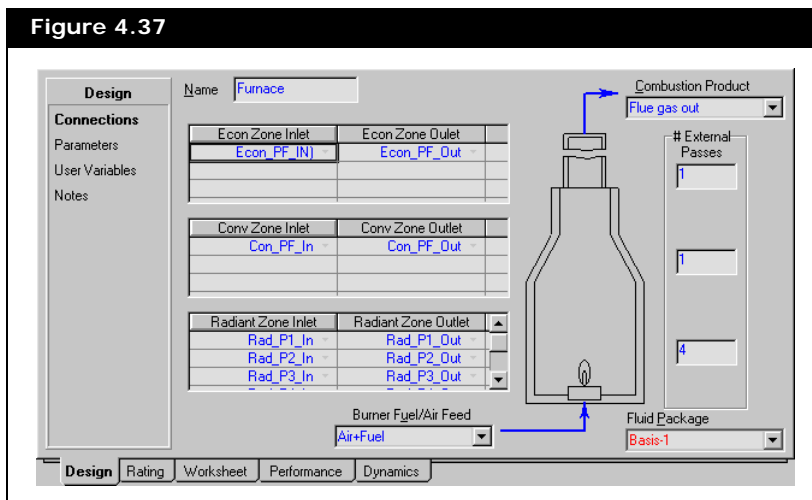 Figure 4.37
Design
Connections
Parameters
User Variables
Notes
Name Furnace
Econ Zone Inlet Econ Zone Oulet
Econ_PF_IN) Econ_PF_Out
Conv Zone Inlet Conv Zone Outlet
Con_PF_In Con_PF_Out
Radiant Zone Inlet Radiant Zone Outlet
Rad_P1_In Rad_P1_Out
Rad_P2_In Rad_P2_Out
Rad_P3_In Rad_P3_Out
Burner Fuel/Air Feed
Air+Fuel
Combustion Product
Flue gas out
# External
Passes
1
1
4
Fluid Package
Basis-1
Design Rating Worksheet Performance Dynamics